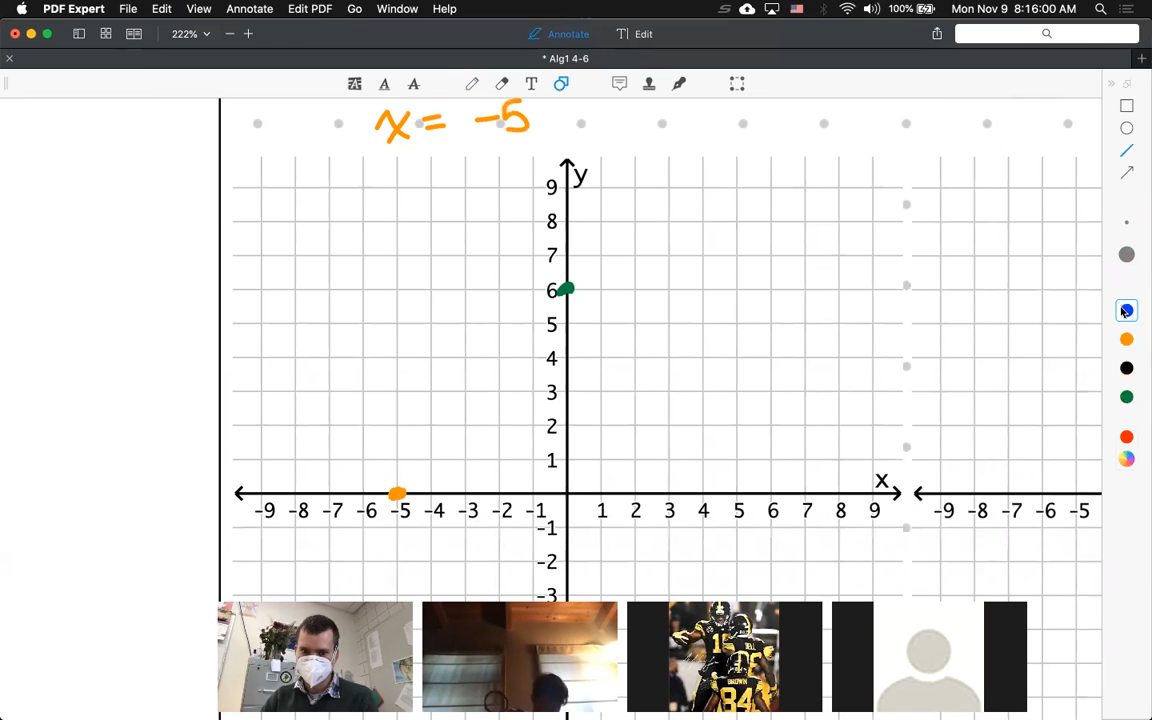 PDF Expert File Edit View Annotate Edit PDF Go Window Help 100% Mon Nov 9 8:16:00 AM
222% Annotate Edit
* Alg1 4-6
x = -5
y
9
8
7
6
5
4
3
2
1
x
-9 -8 -7 -6 -5 -4 -3 -2 -1 1 2 3 4 5 6 7 8 9 -9 -8 -7 -6 -5
-1
-2
-3
DELL
BROWN
84